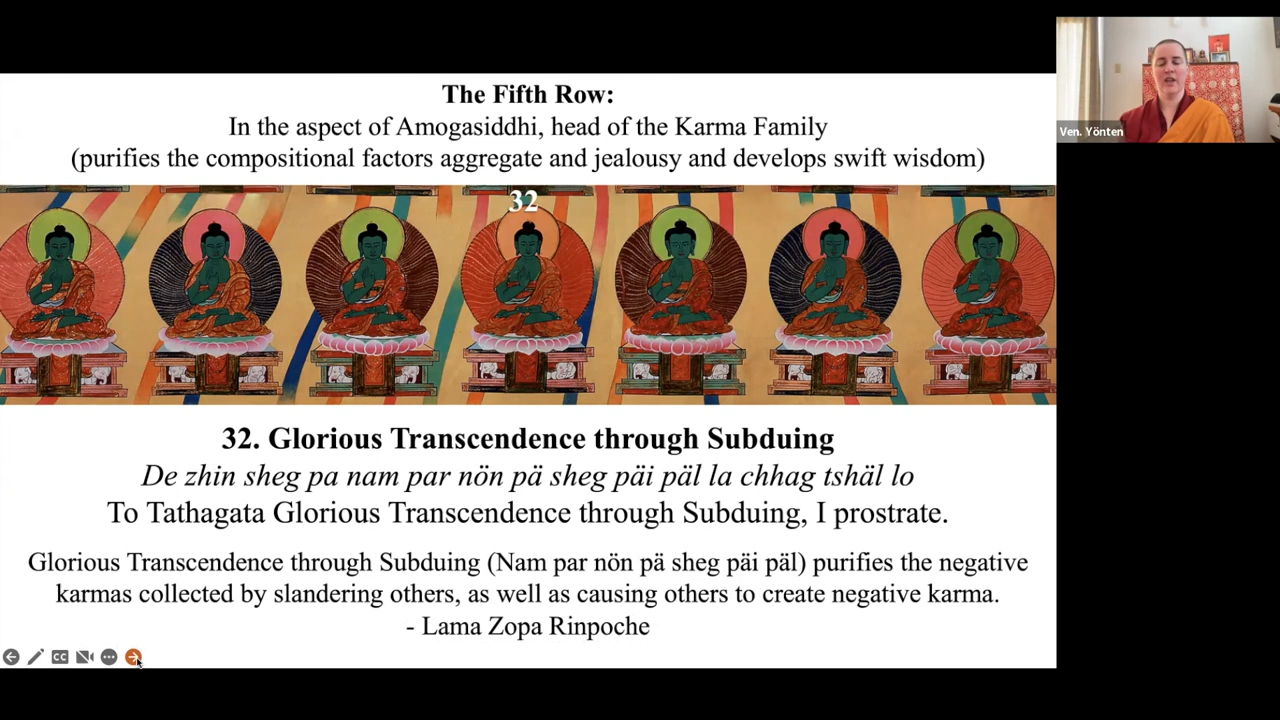 The Fifth Row:
In the aspect of Amogasiddhi, head of the Karma Family
(purifies the compositional factors aggregate and jealousy and develops swift wisdom)
32
32. Glorious Transcendence through Subduing
De zhin sheg pa nam par nön pä sheg päi päl la chhag tshäl lo
To Tathagata Glorious Transcendence through Subduing, I prostrate.
Glorious Transcendence through Subduing (Nam par nön pä sheg päi päl) purifies the negative
karmas collected by slandering others, as well as causing others to create negative karma.
- Lama Zopa Rinpoche
CC
Ven. Yönten